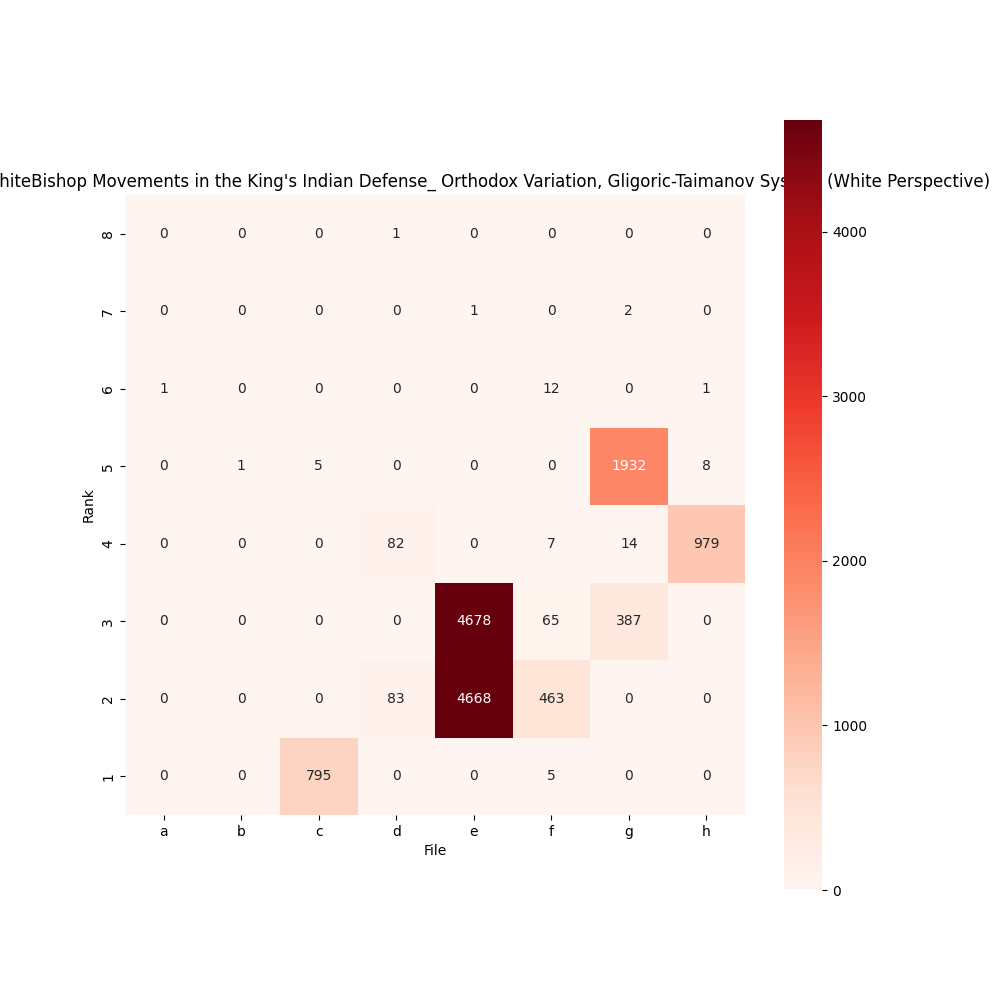 hiteBishop Movements in the King's Indian Defense_ Orthodox Variation, Gligoric-Taimanov Sys (White Perspective)
8 0 0 0 1 0 0 0 0
7 0 0 0 0 1 0 2 0
6 1 0 0 0 0 12 0 1
5 0 1 5 0 0 0 1932 8
4 0 0 0 82 0 7 14 979
3 0 0 0 0 4678 65 387 0
2 0 0 0 83 4668 463 0 0
1 0 0 795 0 0 5 0 0
a b c d e f g h
File
Rank
4000
3000
2000
1000
0